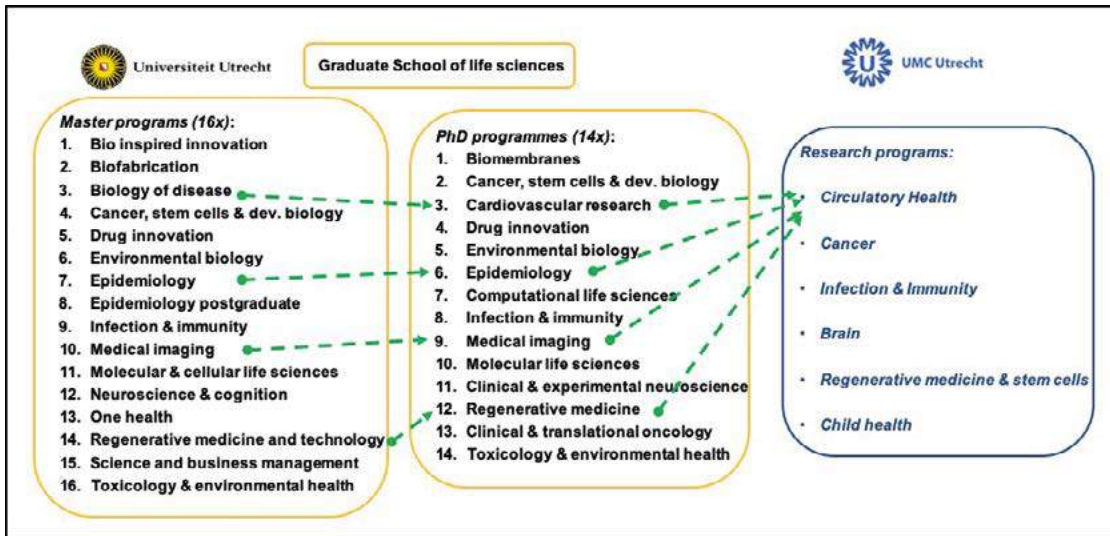 Universiteit Utrecht
Graduate School of life sciences
UMC Utrecht
Master programs (16x):
1. Bio inspired innovation
2. Biofabrication
3. Biology of disease
4. Cancer, stem cells & dev. biology
5. Drug innovation
6. Environmental biology
7. Epidemiology
8. Epidemiology postgraduate
9. Infection & immunity
10. Medical imaging
11. Molecular & cellular life sciences
12. Neuroscience & cognition
13. One health
14. Regenerative medicine and technology
15. Science and business management
16. Toxicology & environmental health
PhD programmes (14x):
1. Biomembranes
2. Cancer, stem cells & dev. biology
3. Cardiovascular research
4. Drug innovation
5. Environmental biology
6. Epidemiology
7. Computational life sciences
8. Infection & immunity
9. Medical imaging
10. Molecular life sciences
11. Clinical & experimental neuroscience
12. Regenerative medicine
13. Clinical & translational oncology
14. Toxicology & environmental health
Research programs:
• Circulatory Health
• Cancer
• Infection & Immunity
• Brain
• Regenerative medicine & stem cells
• Child health